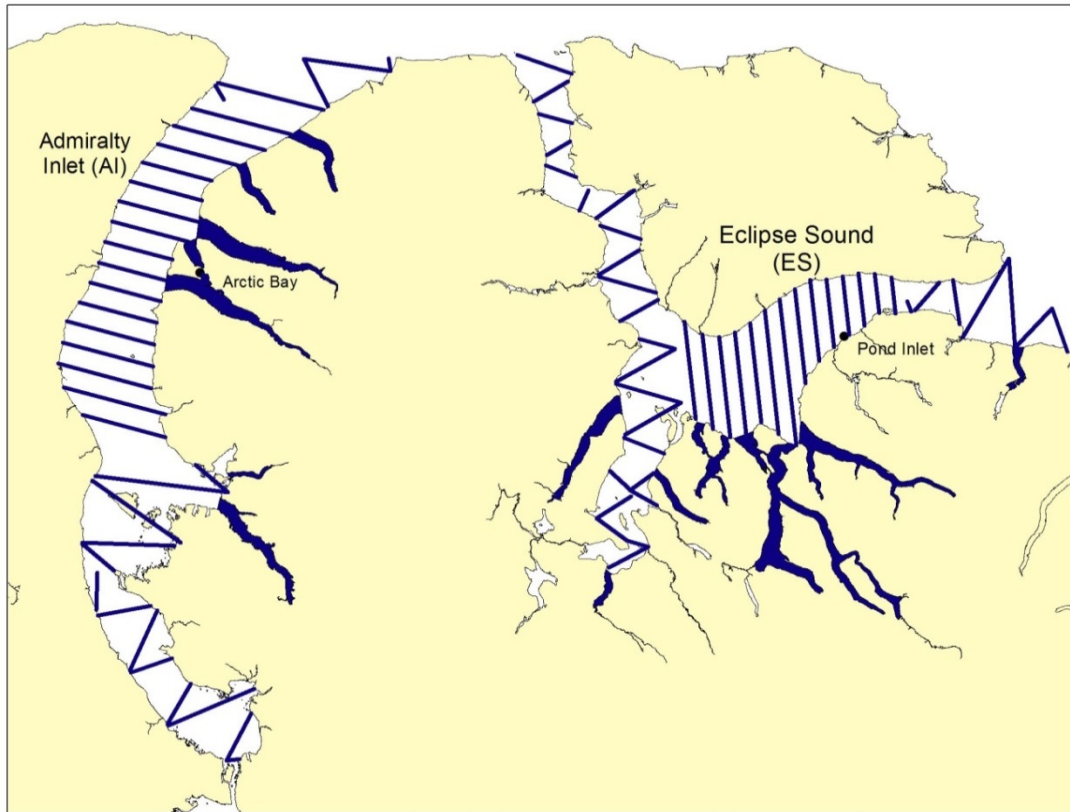 Admiralty
Inlet (AI)
Arctic Bay
Eclipse Sound
(ES)
Pond Inlet